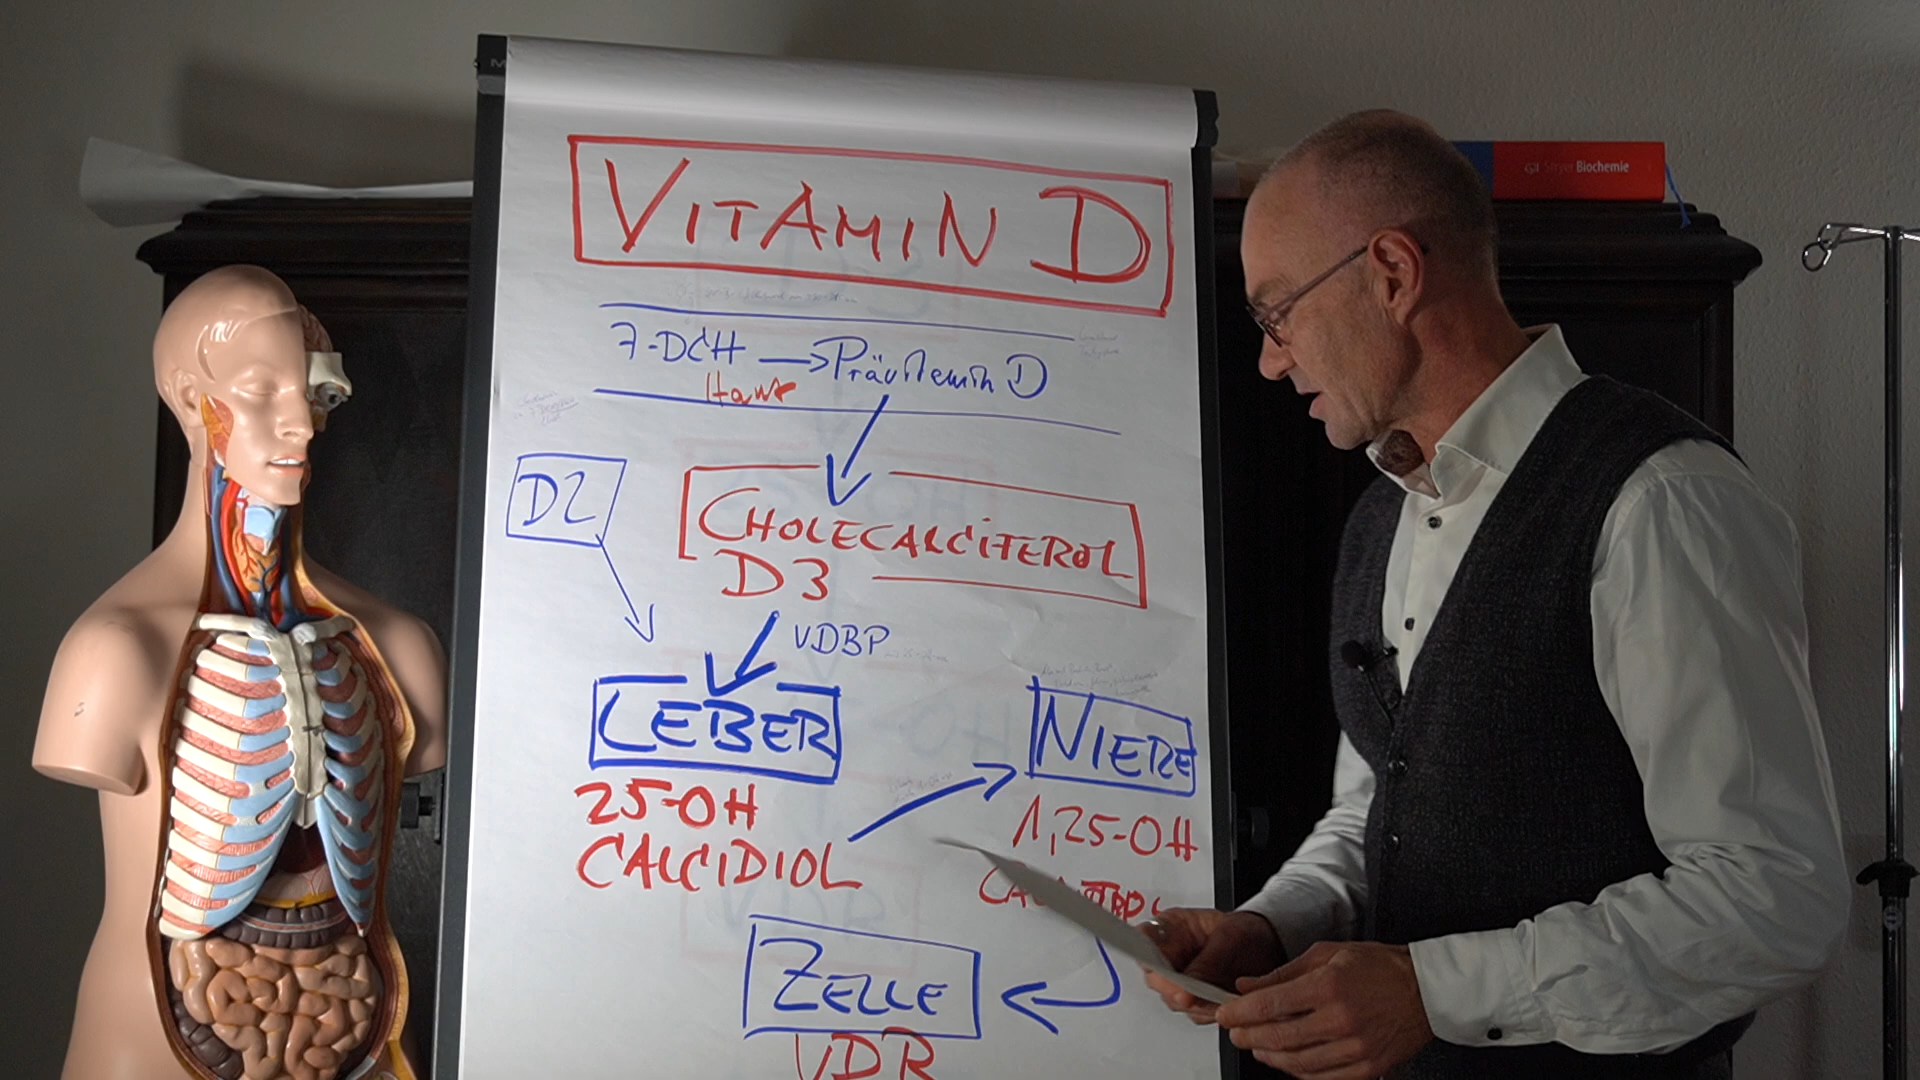 VITAMIN D
7-DCH → Prävitamin D
Haut
D2
CHOLECALCIFEROL
D3
VDBP
LEBER
NIERE
25-OH
CALCIDIOL
1,25-OH
ZELLE
VDR
Stryer Biochemie